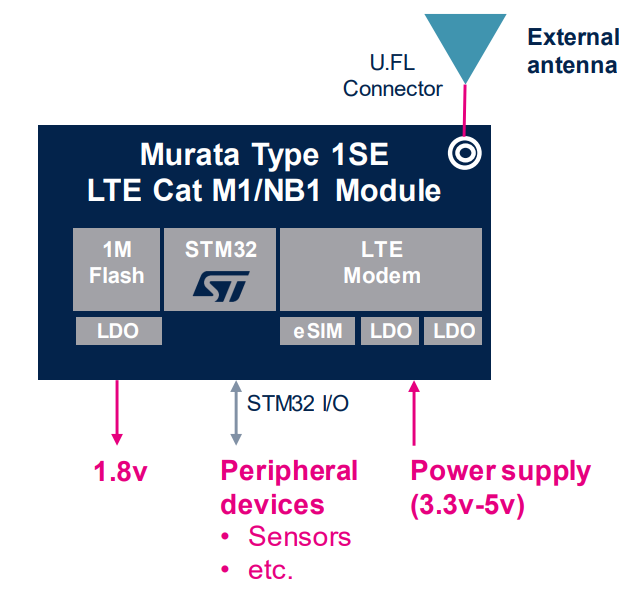 External
antenna
U.FL
Connector
Murata Type 1SE
LTE Cat M1/NB1 Module
1M
Flash
STM32
ST
LTE
Modem
LDO
eSIM
LDO
LDO
STM32 I/O
1.8v
Peripheral
devices
• Sensors
• etc.
Power supply
(3.3v-5v)